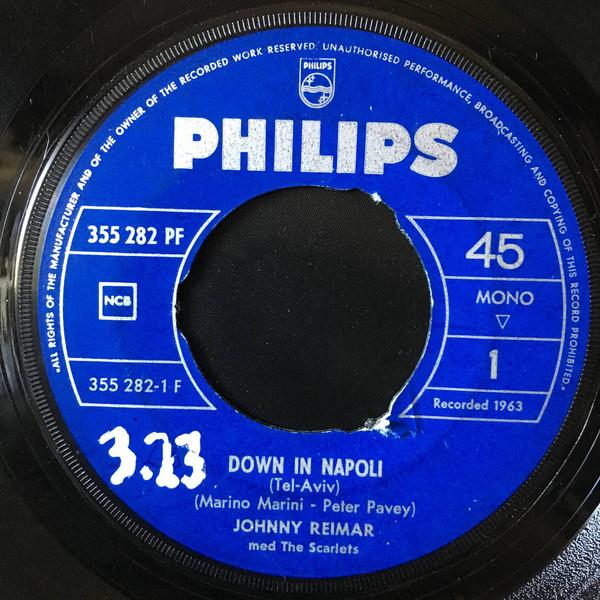 "ALL RIGHTS OF THE MANUFACTURER AND OF THE OWNER OF THE RECORDED WORK RESERVED. UNAUTHORISED PERFORMANCE, BROADCASTING AND COPYING OF THIS RECORD PROHIBITED."
PHILIPS
PHILIPS
355 282 PF
45
NCB
MONO
1
355 282-1 F
Recorded 1963
3.23
DOWN IN NAPOLI
(Tel-Aviv)
(Marino Marini - Peter Pavey)
JOHNNY REIMAR
med The Scarlets